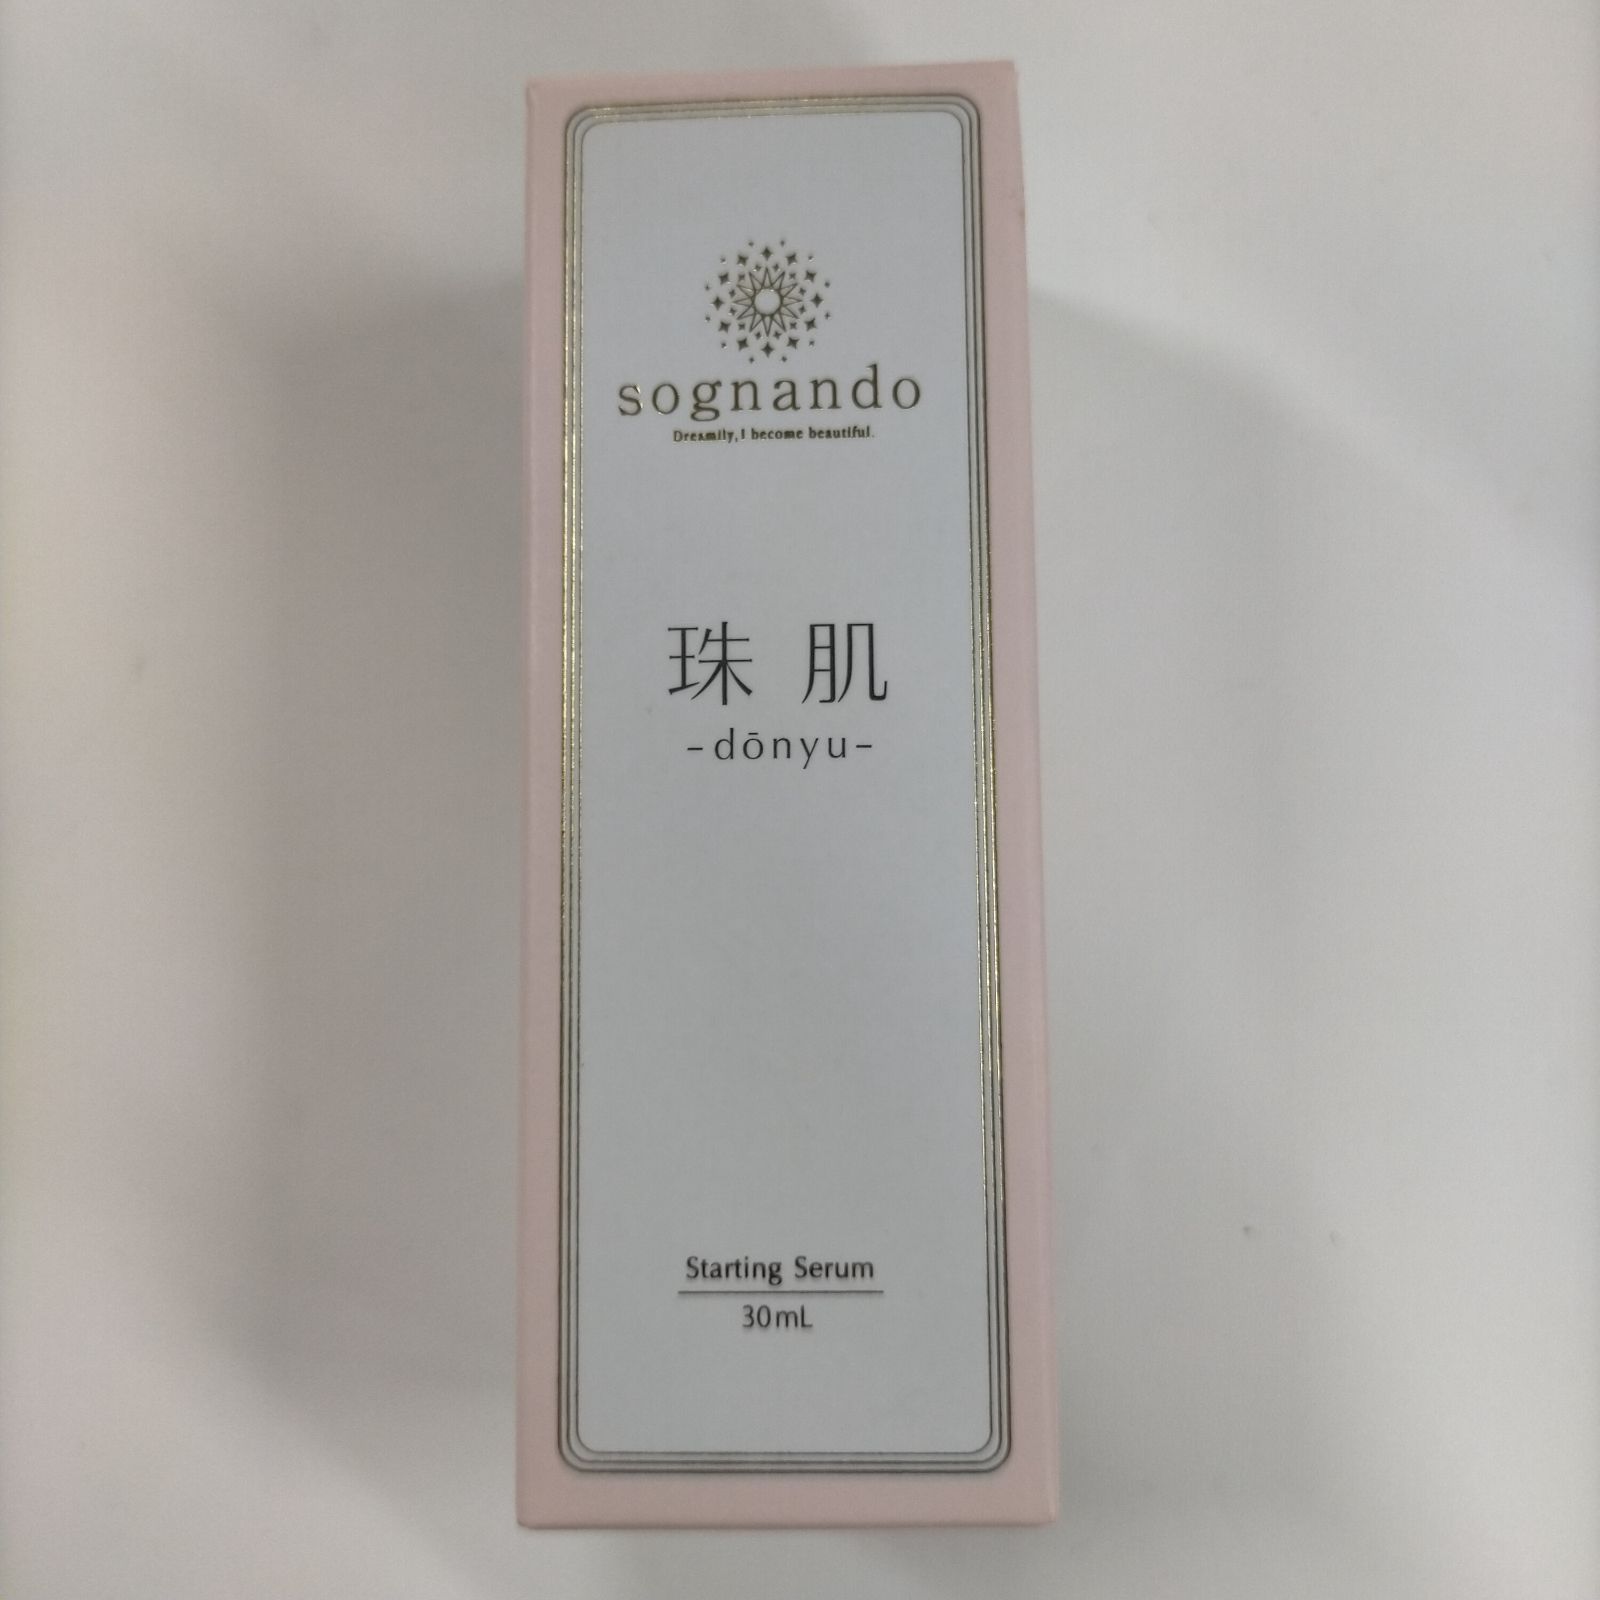 sognando
Dreamily, I become beautiful.
珠肌
-dōnyu-
Starting Serum
30mL